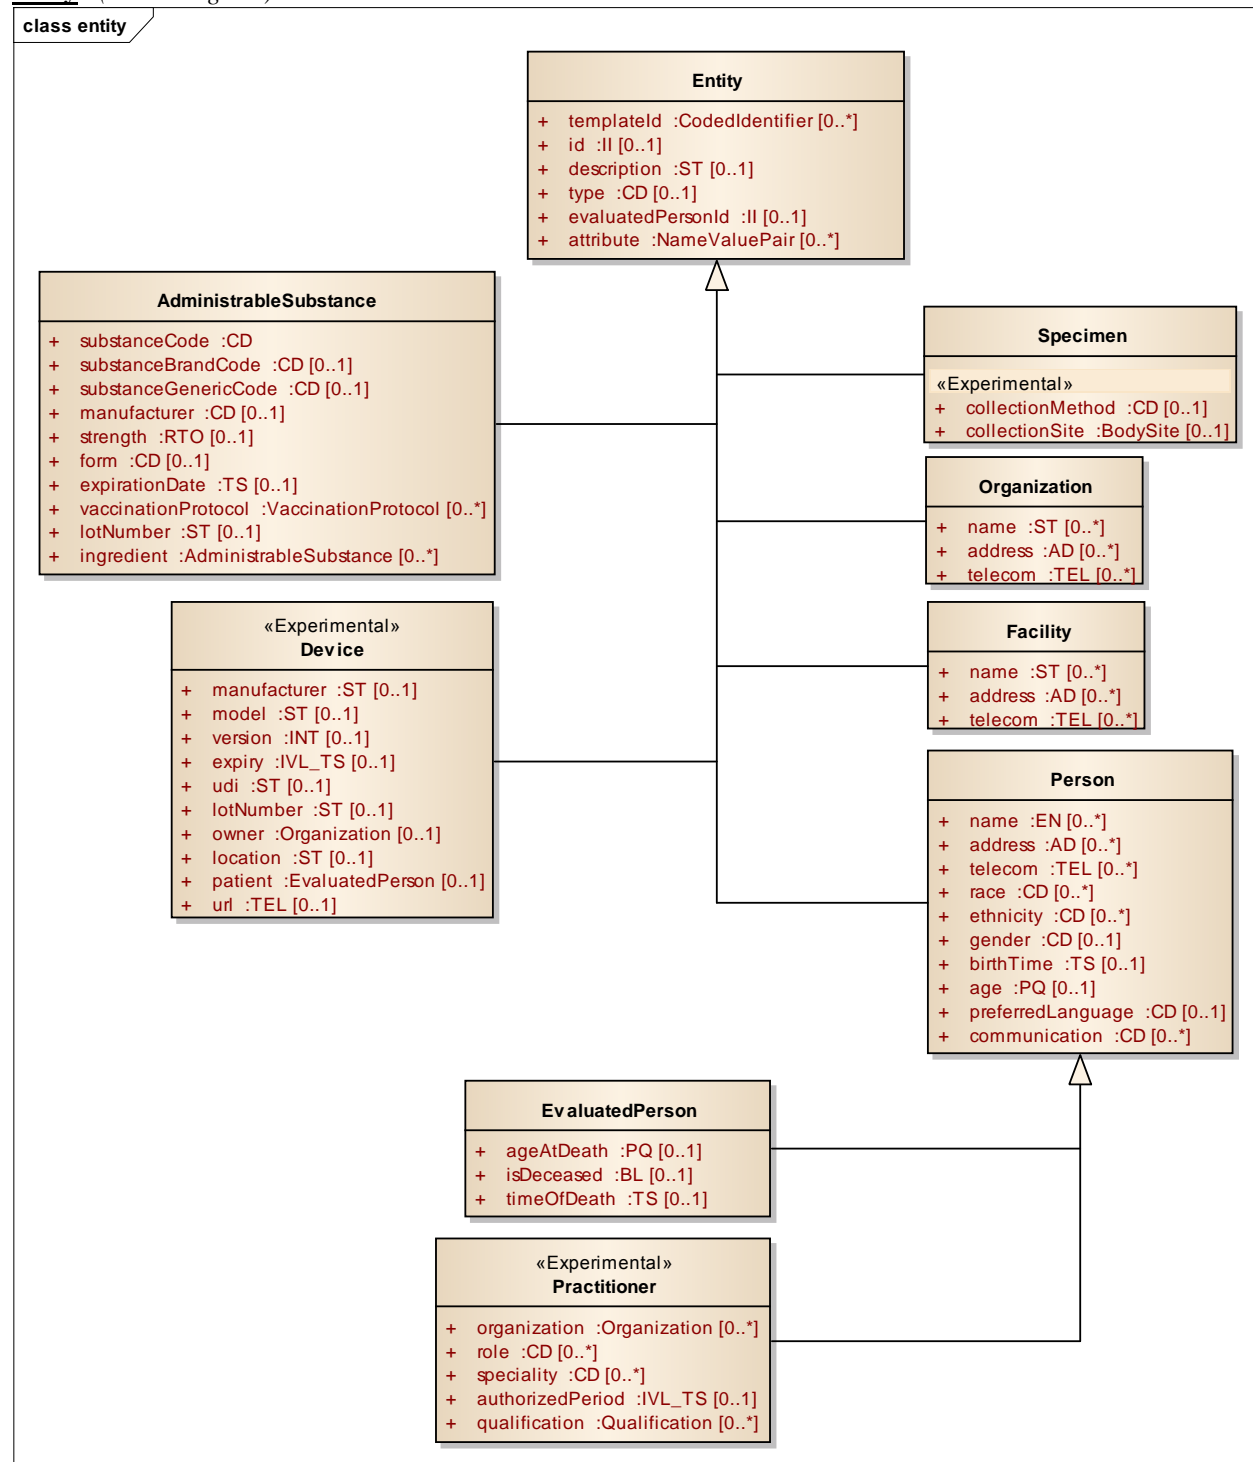 class entity
Entity
+ templateId :CodedIdentifier [0..*]
+ id :II [0..1]
+ description :ST [0..1]
+ type :CD [0..1]
+ evaluatedPersonId :II [0..1]
+ attribute :NameValuePair [0..*]
AdministrableSubstance
+ substanceCode :CD
+ substanceBrandCode :CD [0..1]
+ substanceGenericCode :CD [0..1]
+ manufacturer :CD [0..1]
+ strength :RTO [0..1]
+ form :CD [0..1]
+ expirationDate :TS [0..1]
+ vaccinationProtocol :VaccinationProtocol [0..*]
+ lotNumber :ST [0..1]
+ ingredient :AdministrableSubstance [0..*]
Specimen
«Experimental»
+ collectionMethod :CD [0..1]
+ collectionSite :BodySite [0..1]
Organization
+ name :ST [0..*]
+ address :AD [0..*]
+ telecom :TEL [0..*]
«Experimental»
Device
+ manufacturer :ST [0..1]
+ model :ST [0..1]
+ version :INT [0..1]
+ expiry :IVL_TS [0..1]
+ udi :ST [0..1]
+ lotNumber :ST [0..1]
+ owner :Organization [0..1]
+ location :ST [0..1]
+ patient :EvaluatedPerson [0..1]
+ url :TEL [0..1]
Facility
+ name :ST [0..*]
+ address :AD [0..*]
+ telecom :TEL [0..*]
Person
+ name :EN [0..*]
+ address :AD [0..*]
+ telecom :TEL [0..*]
+ race :CD [0..*]
+ ethnicity :CD [0..*]
+ gender :CD [0..1]
+ birthTime :TS [0..1]
+ age :PQ [0..1]
+ preferredLanguage :CD [0..1]
+ communication :CD [0..*]
EvaluatedPerson
+ ageAtDeath :PQ [0..1]
+ isDeceased :BL [0..1]
+ timeOfDeath :TS [0..1]
«Experimental»
Practitioner
+ organization :Organization [0..*]
+ role :CD [0..*]
+ speciality :CD [0..*]
+ authorizedPeriod :IVL_TS [0..1]
+ qualification :Qualification [0..*]